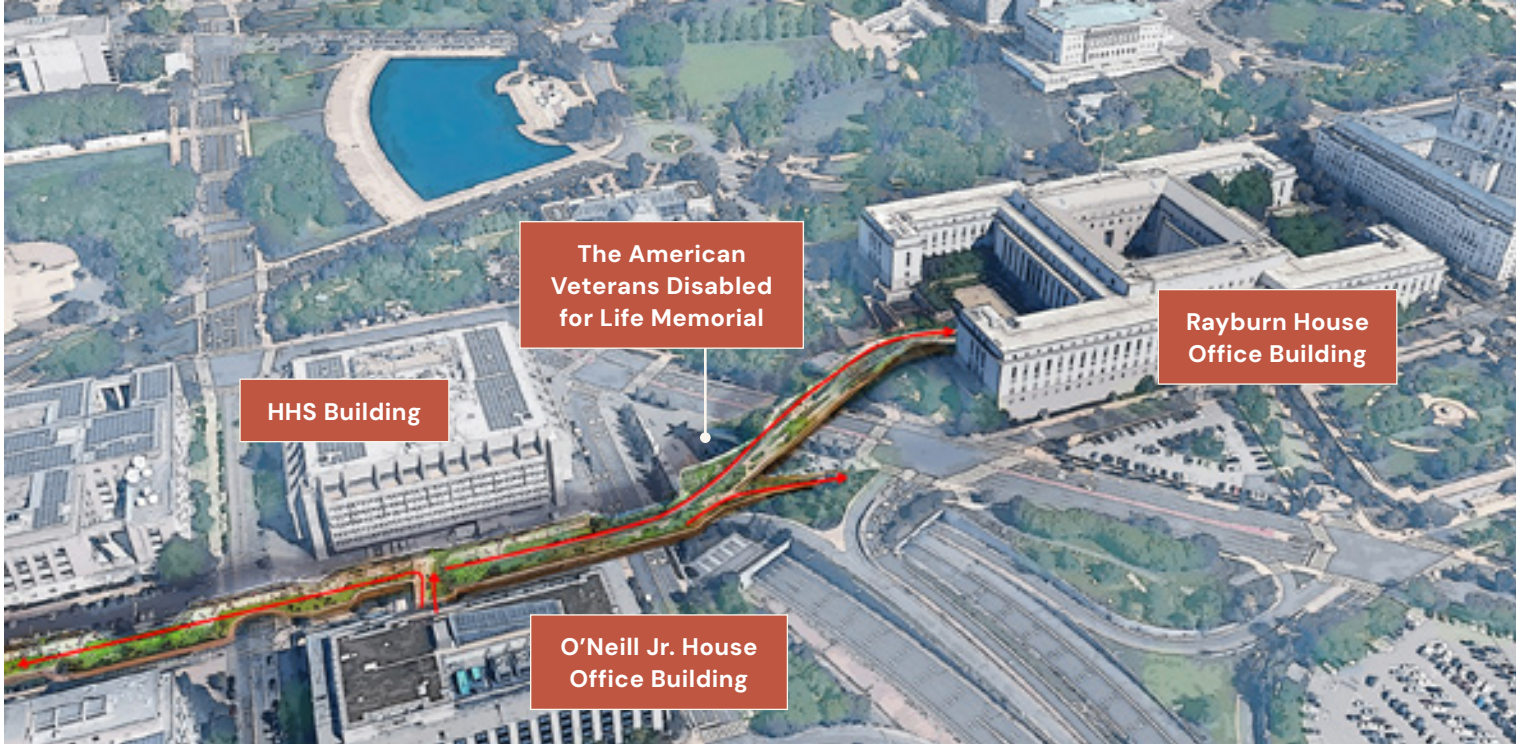 The American
Veterans Disabled
for Life Memorial
Rayburn House
Office Building
HHS Building
O’Neill Jr. House
Office Building